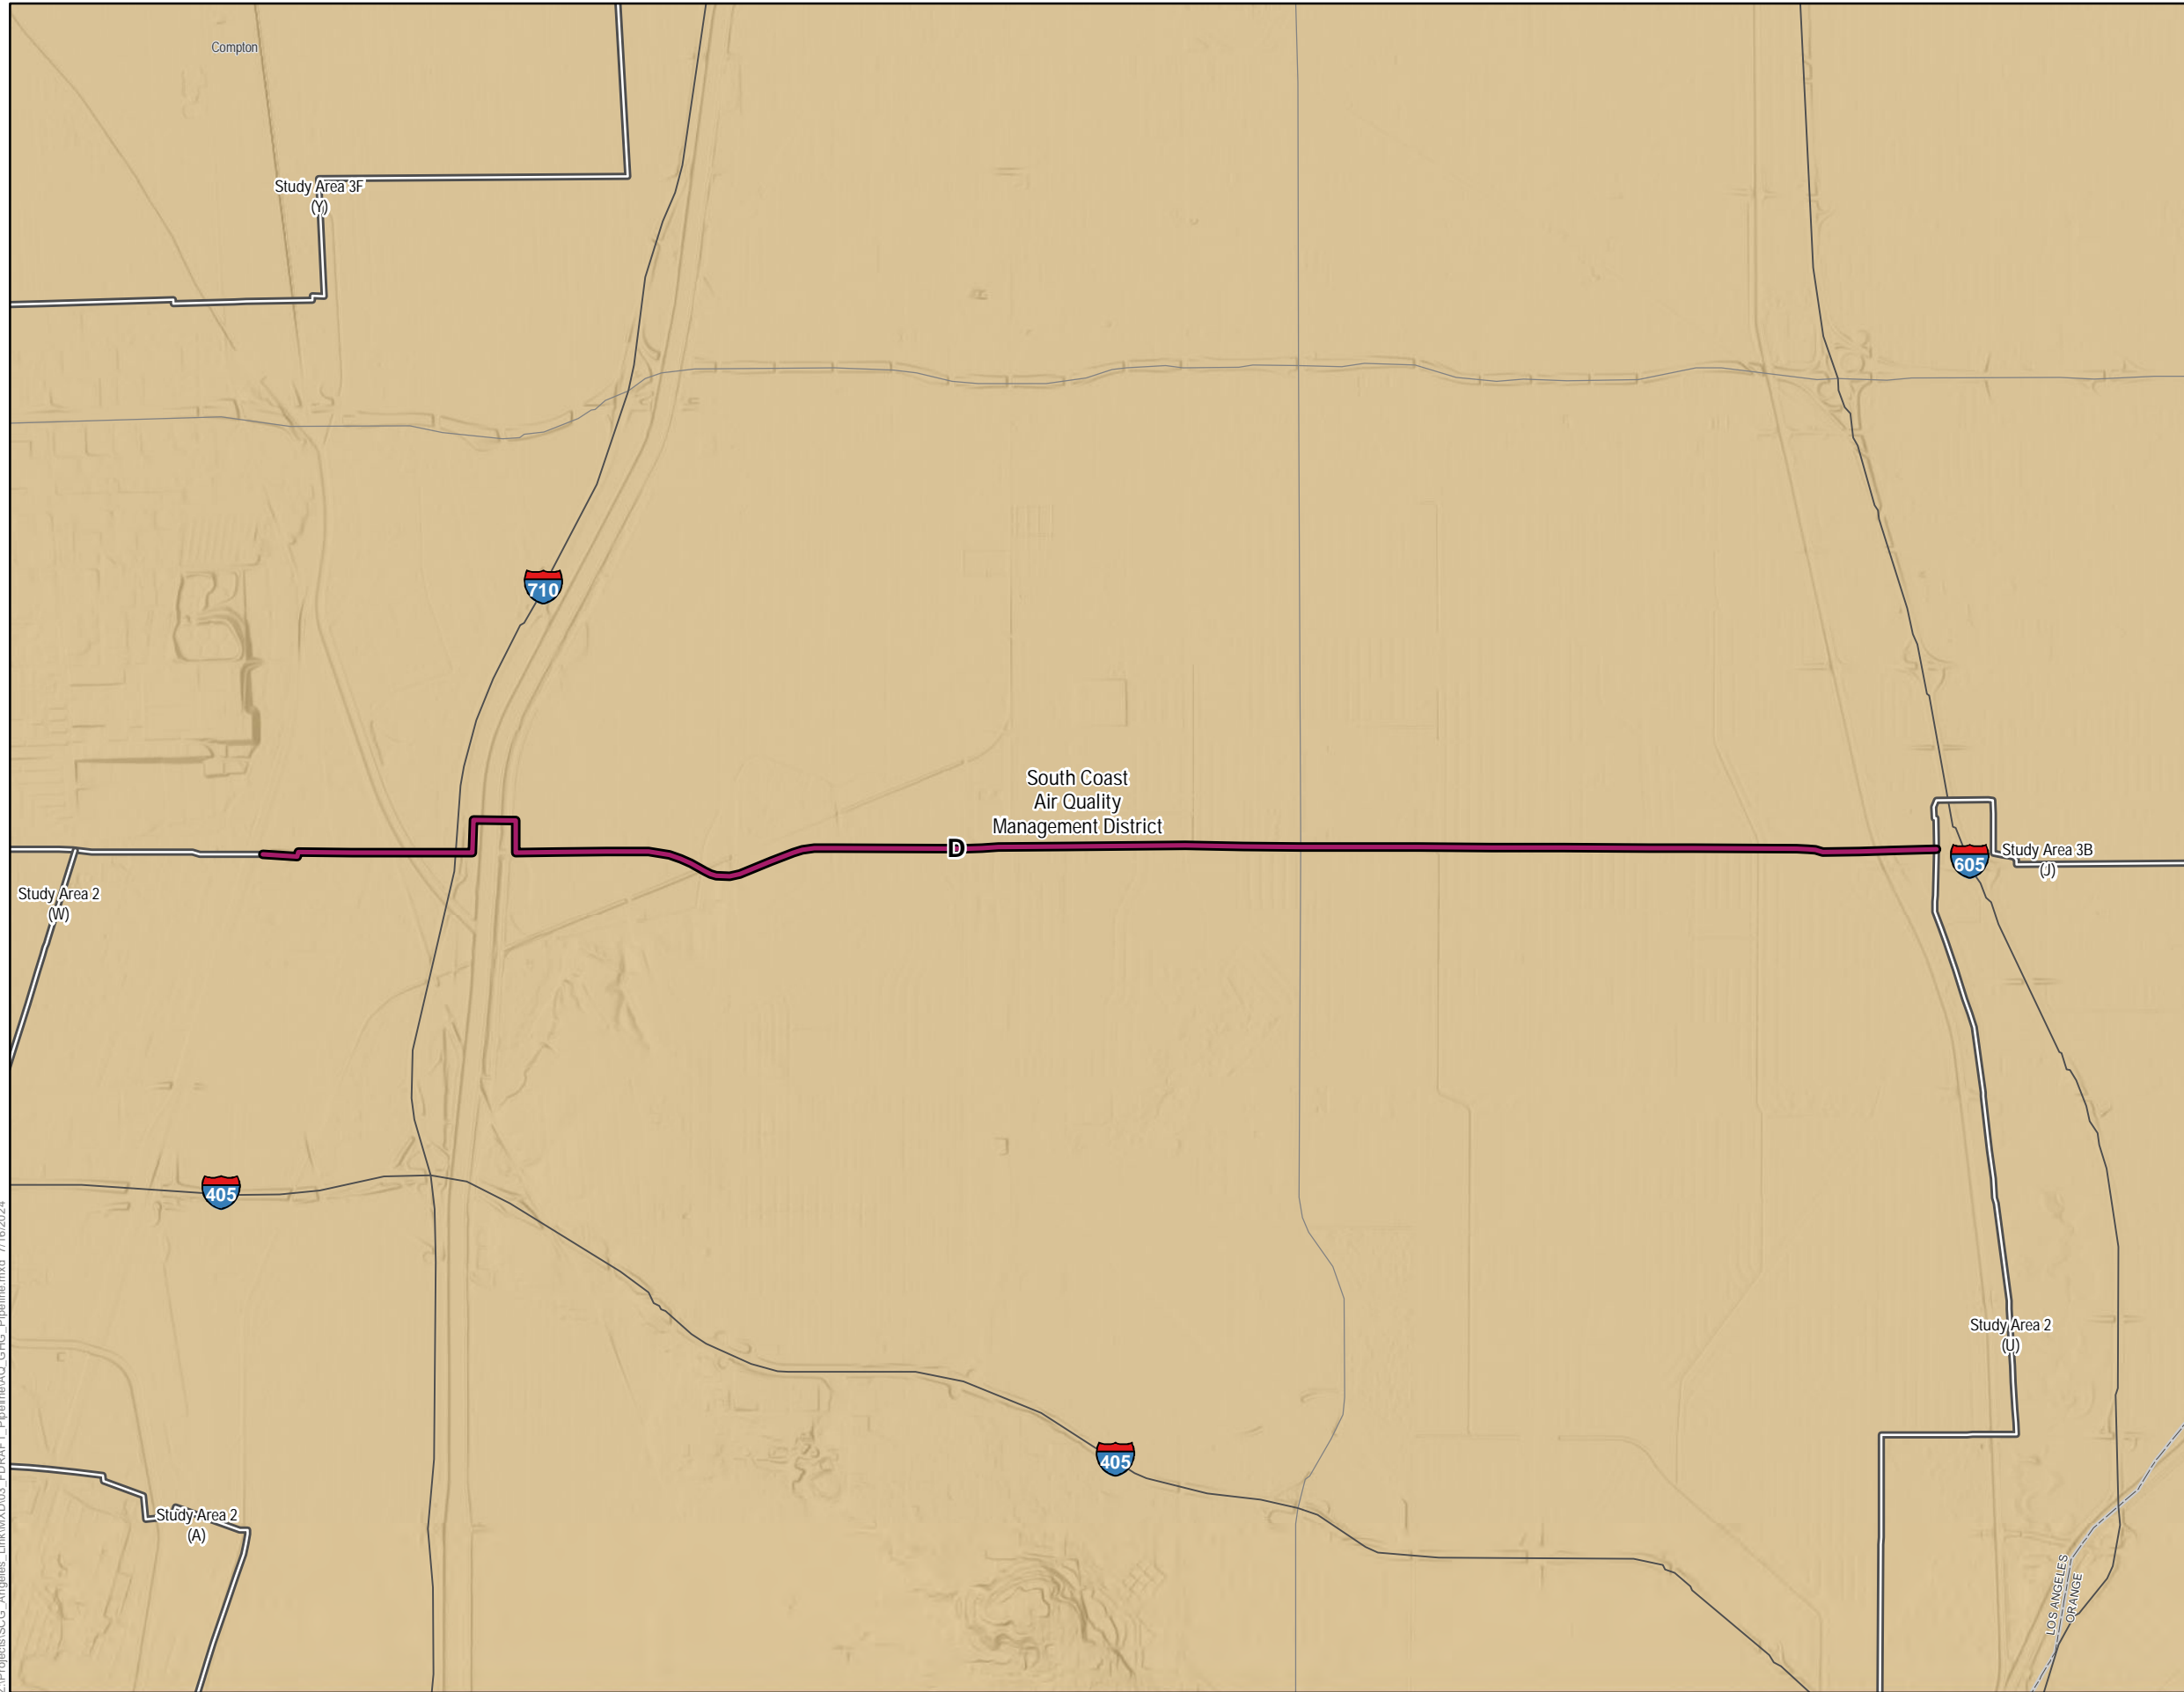 Compton
Study Area 3F
(Y)
710
South Coast
Air Quality
Management District
D
Study Area 3B
(J)
605
Study Area 2
(W)
405
Study Area 2
(U)
405
Study Area 2
(A)
LOS ANGELES
ORANGE